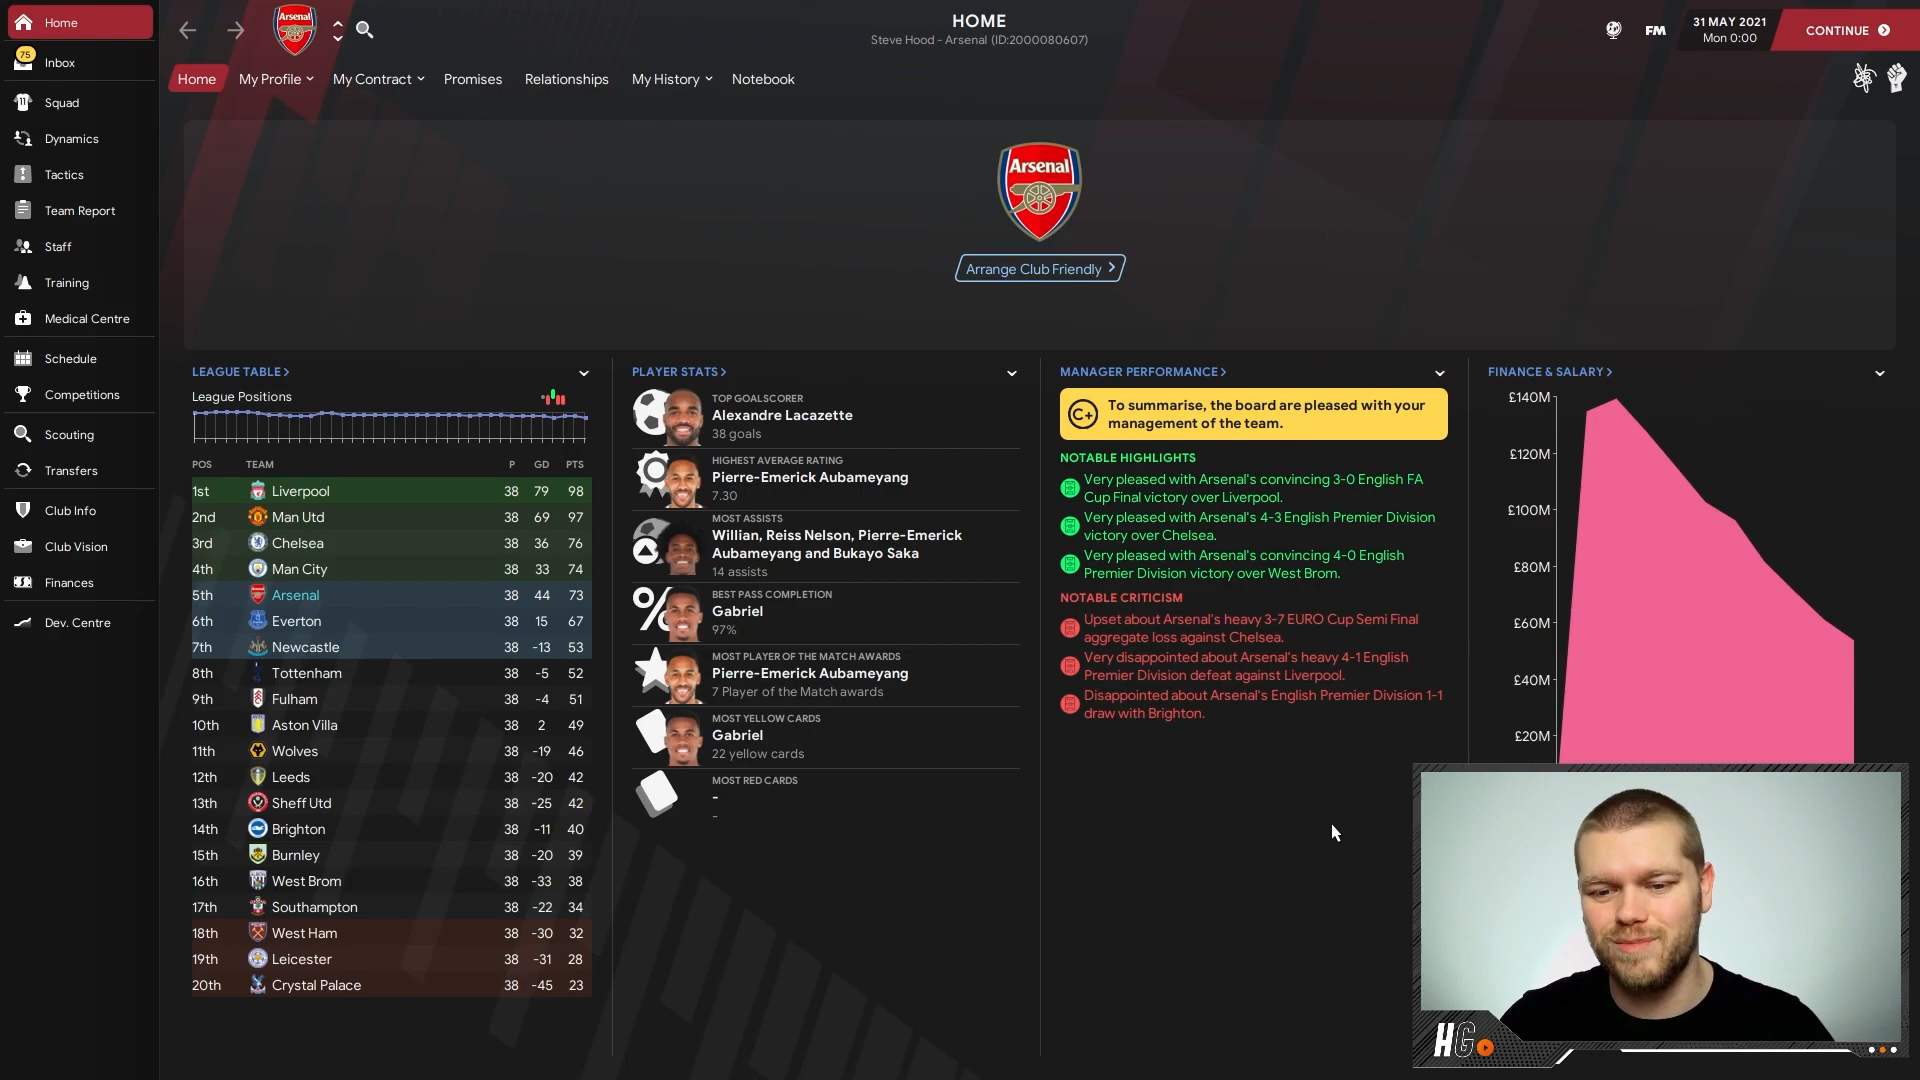 Home
75
Inbox
Squad
Dynamics
Tactics
Team Report
Staff
Training
Medical Centre
Schedule
Competitions
Scouting
Transfers
Club Info
Club Vision
Finances
Dev. Centre
Arsenal
HOME
Steve Hood - Arsenal (ID:2000080607)
FM
31 MAY 2021
Mon 0:00
CONTINUE
Home My Profile My Contract Promises Relationships My History Notebook
Arsenal
Arrange Club Friendly
LEAGUE TABLE
League Positions
POS TEAM P GD PTS
1st Liverpool 38 79 98
2nd Man Utd 38 69 97
3rd Chelsea 38 36 76
4th Man City 38 33 74
5th Arsenal 38 44 73
6th Everton 38 15 67
7th Newcastle 38 -13 53
8th Tottenham 38 -5 52
9th Fulham 38 -4 51
10th Aston Villa 38 2 49
11th Wolves 38 -19 46
12th Leeds 38 -20 42
13th Sheff Utd 38 -25 42
14th Brighton 38 -11 40
15th Burnley 38 -20 39
16th West Brom 38 -33 38
17th Southampton 38 -22 34
18th West Ham 38 -30 32
19th Leicester 38 -31 28
20th Crystal Palace 38 -45 23
PLAYER STATS
TOP GOALSCORER
Alexandre Lacazette
38 goals
HIGHEST AVERAGE RATING
Pierre-Emerick Aubameyang
7.30
MOST ASSISTS
Willian, Reiss Nelson, Pierre-Emerick
Aubameyang and Bukayo Saka
14 assists
BEST PASS COMPLETION
Gabriel
97%
MOST PLAYER OF THE MATCH AWARDS
Pierre-Emerick Aubameyang
7 Player of the Match awards
MOST YELLOW CARDS
Gabriel
22 yellow cards
MOST RED CARDS
-
-
MANAGER PERFORMANCE
C+
To summarise, the board are pleased with your
management of the team.
NOTABLE HIGHLIGHTS
Very pleased with Arsenal's convincing 3-0 English FA
Cup Final victory over Liverpool.
Very pleased with Arsenal's 4-3 English Premier Division
victory over Chelsea.
Very pleased with Arsenal's convincing 4-0 English
Premier Division victory over West Brom.
NOTABLE CRITICISM
Upset about Arsenal's heavy 3-7 EURO Cup Semi Final
aggregate loss against Chelsea.
Very disappointed about Arsenal's heavy 4-1 English
Premier Division defeat against Liverpool.
Disappointed about Arsenal's English Premier Division 1-1
draw with Brighton.
FINANCE & SALARY
£140M
£120M
£100M
£80M
£60M
£40M
£20M
HG